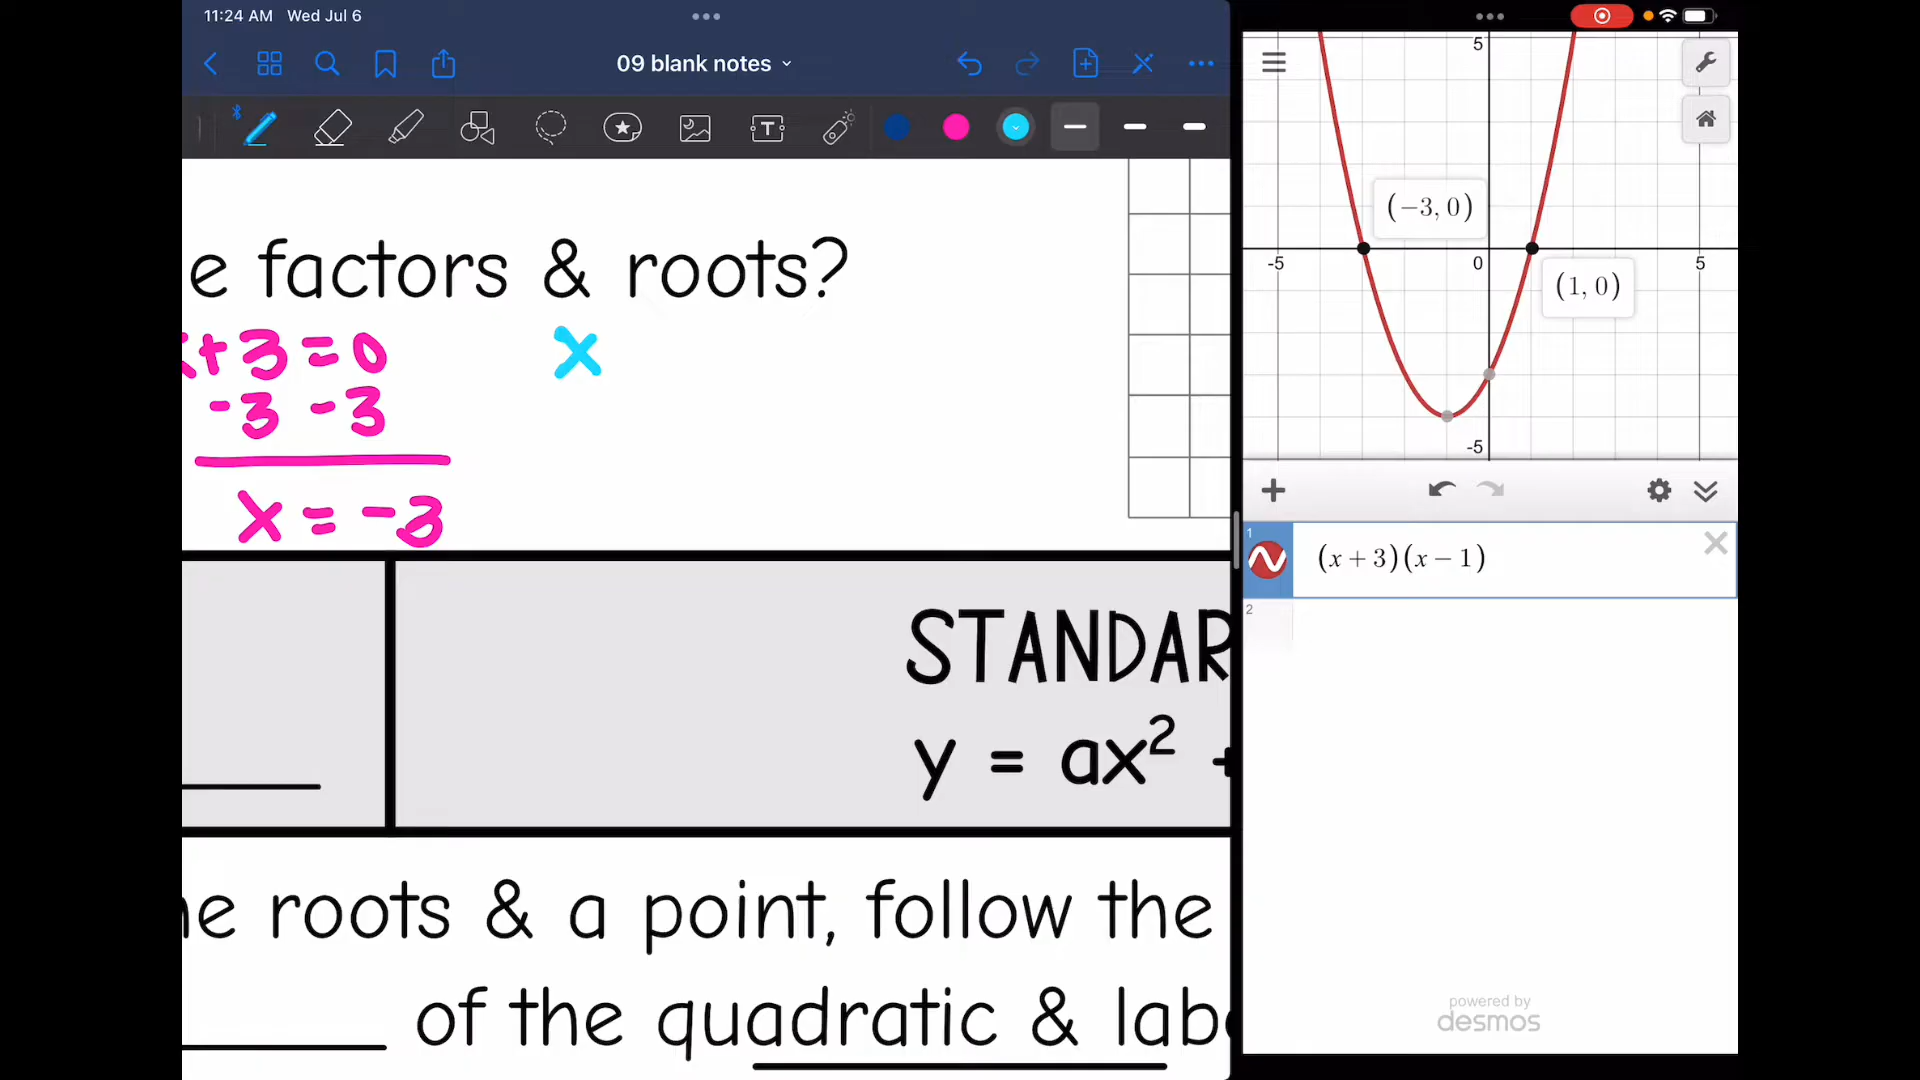 11:24 AM Wed Jul 6
09 blank notes
T
e factors & roots?
x+3=0
-3 -3
x = -3
x
STANDAR
y = ax² +
he roots & a point, follow the
of the quadratic & labe
5
(−3, 0)
-5
0
5
(1, 0)
-5
1
(x + 3)(x − 1)
2
powered by
desmos